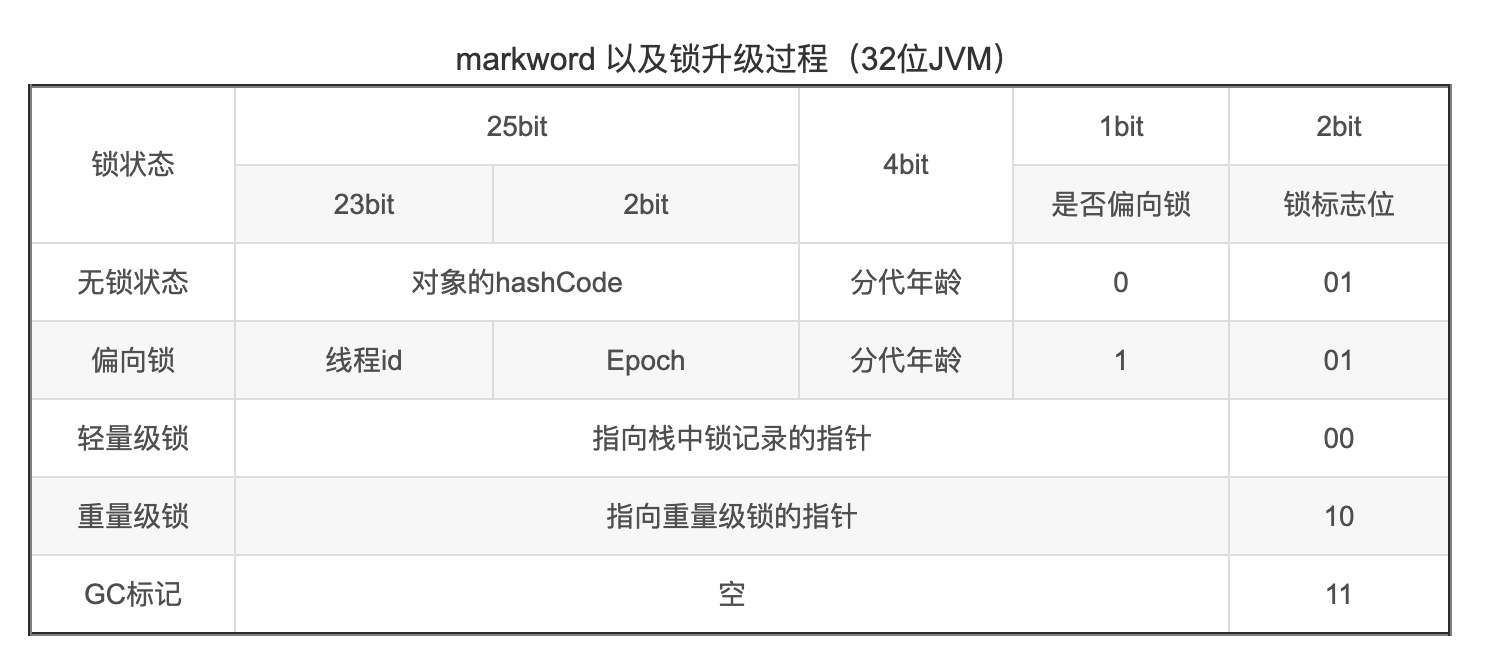 markword 以及锁升级过程（32位JVM）
锁状态 25bit 4bit 1bit 2bit
23bit 2bit 是否偏向锁 锁标志位
无锁状态 对象的hashCode 分代年龄 0 01
偏向锁 线程id Epoch 分代年龄 1 01
轻量级锁 指向栈中锁记录的指针 00
重量级锁 指向重量级锁的指针 10
GC标记 空 11